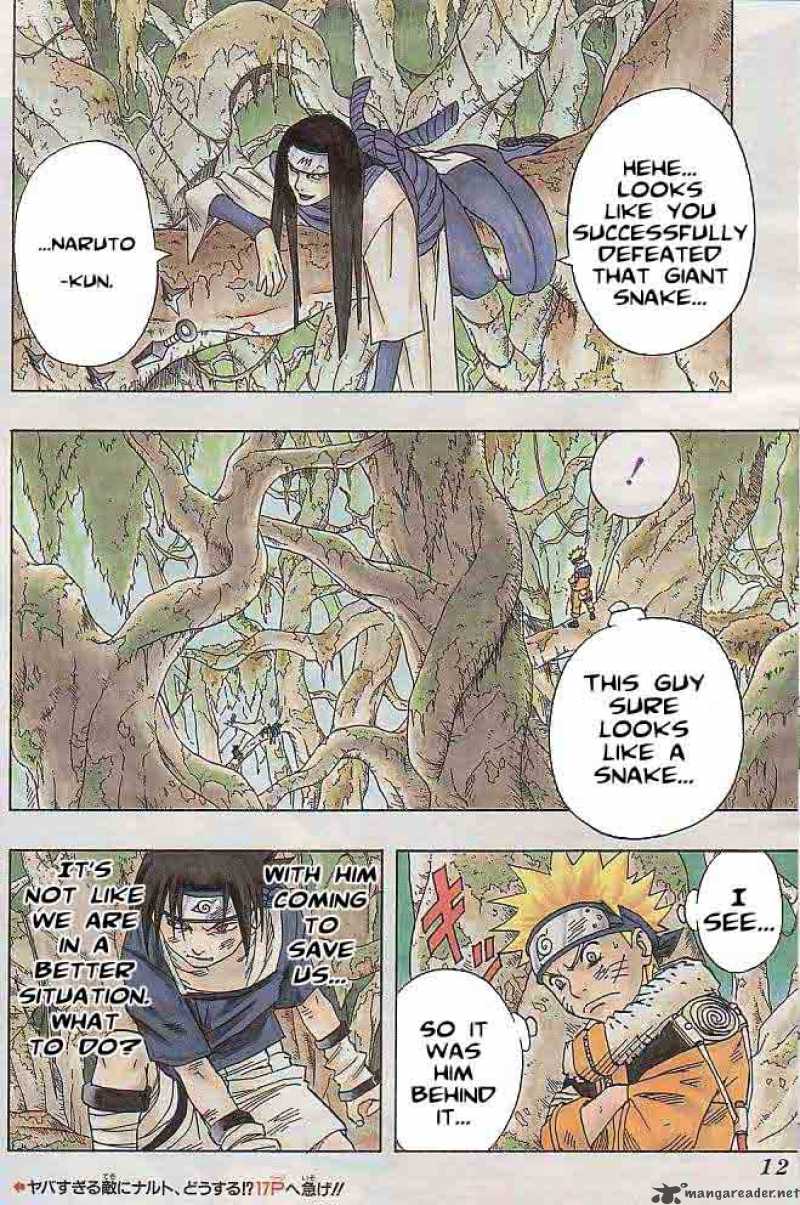 HEHE...
LOOKS
LIKE YOU
SUCCESSFULLY
DEFEATED
THAT GIANT
SNAKE...
...NARUTO
-KUN.
!
THIS GUY
SURE
LOOKS
LIKE A
SNAKE...
I
SEE...
SO IT
WAS
HIM
BEHIND
IT...
キッ
WITH HIM
COMING
TO
SAVE
US...
IT'S
NOT LIKE
WE ARE
IN A
BETTER
SITUATION.
WHAT
TO DO?
12
ヤバすぎる敵にナルト、どうする!? 17Pへ急げ!!
mangareader.net